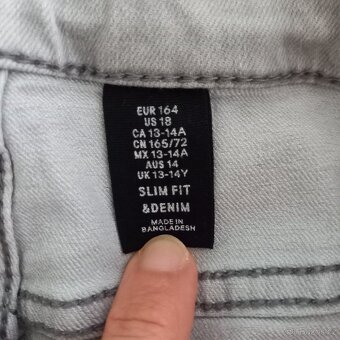 EUR 164
US 18
CA 13-14A
CN 165/72
MX 13-14A
AUS 14
UK 13-14Y
SLIM FIT
&DENIM
MADE IN
BANGLADESH